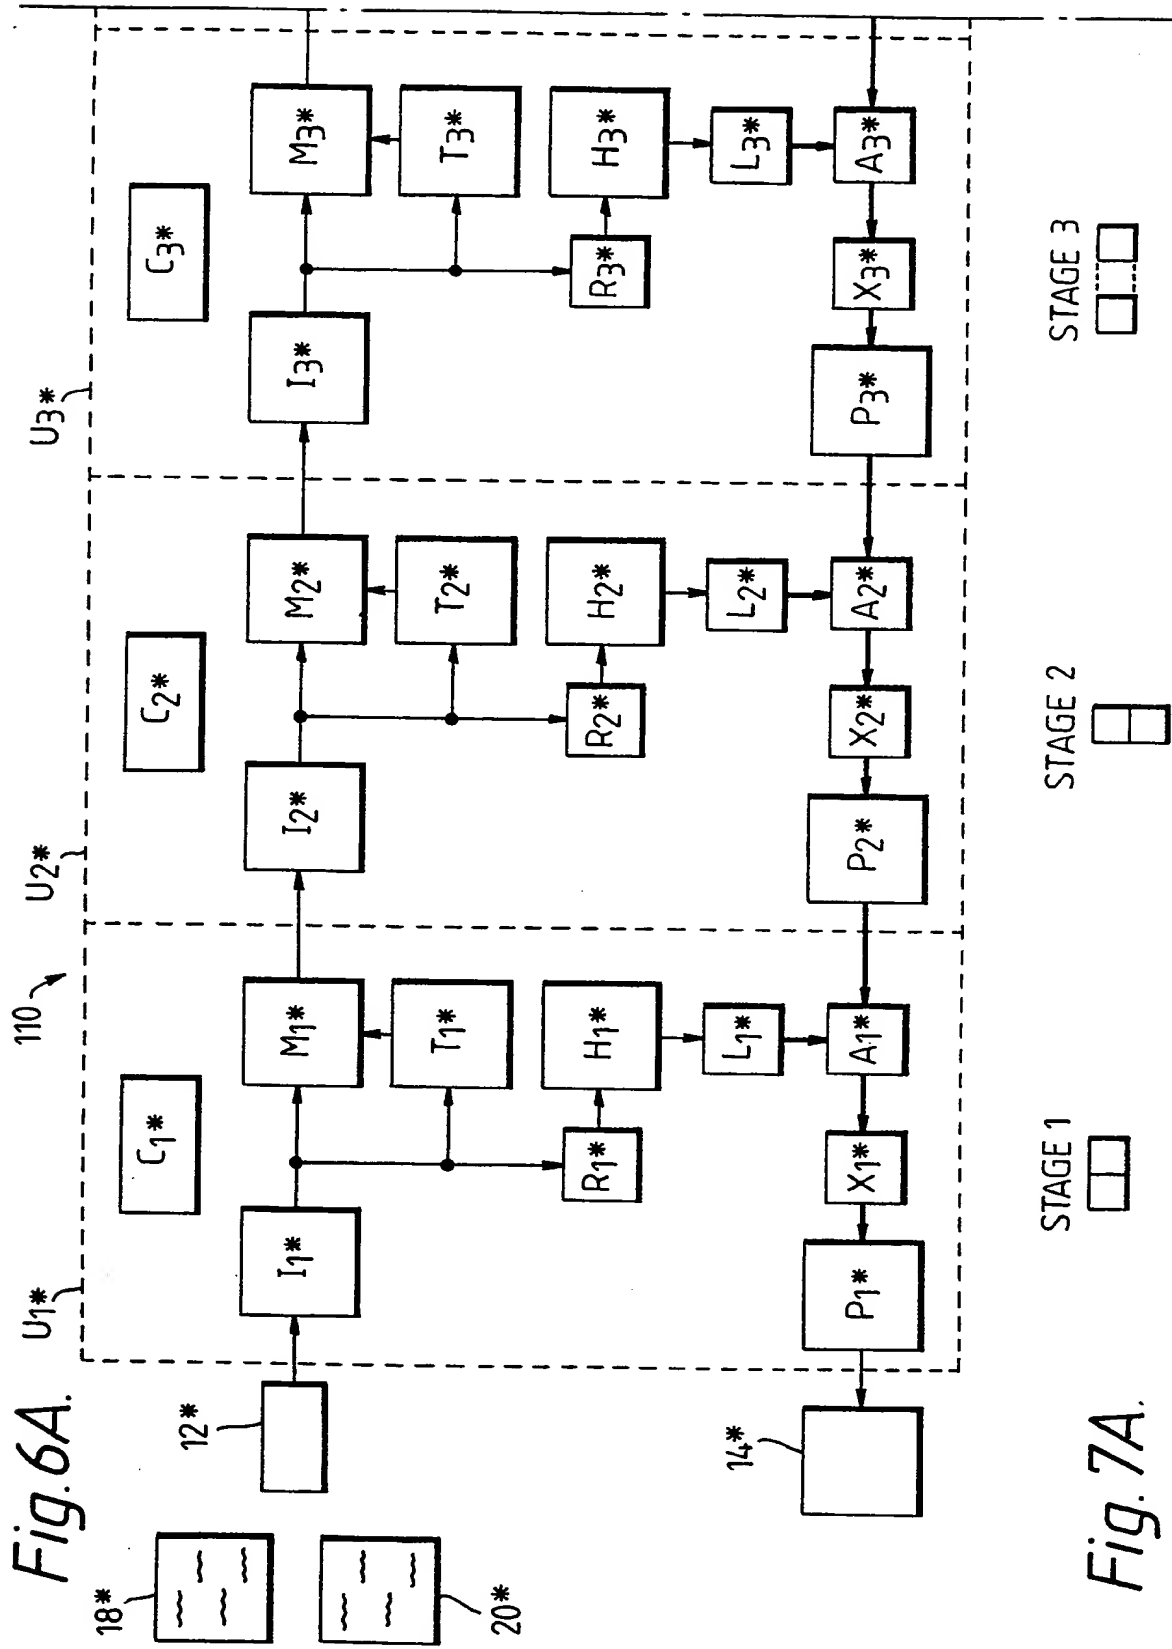 Fig. 6A.
110
U1*
U2*
U3*
C1*
C2*
C3*
18*
12*
I1*
M1*
I2*
M2*
I3*
M3*
20*
T1*
T2*
T3*
R1*
H1*
R2*
H2*
R3*
H3*
L1*
L2*
L3*
14*
P1*
X1*
A1*
P2*
X2*
A2*
P3*
X3*
A3*
STAGE 1
STAGE 2
STAGE 3
Fig. 7A.